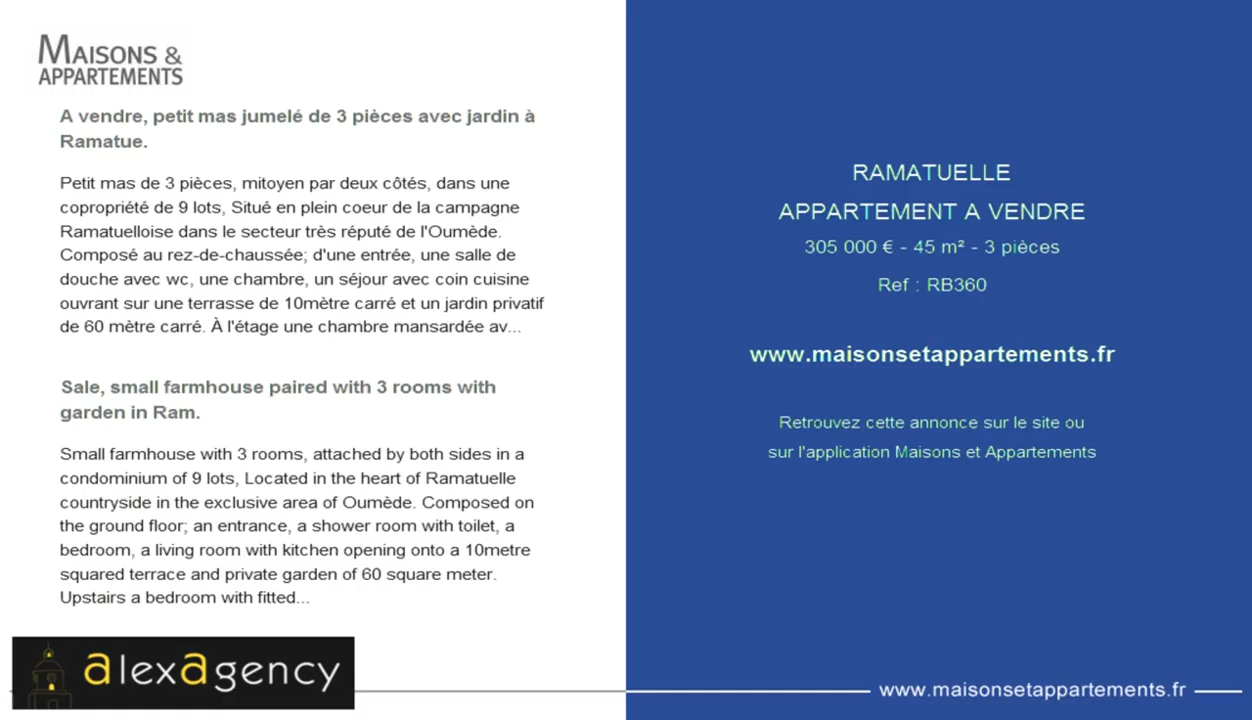 MAISONS &
APPARTEMENTS
A vendre, petit mas jumelé de 3 pièces avec jardin à
Ramatue.
Petit mas de 3 pièces, mitoyen par deux côtés, dans une
copropriété de 9 lots, Situé en plein coeur de la campagne
Ramatuelloise dans le secteur très réputé de l'Oumède.
Composé au rez-de-chaussée; d'une entrée, une salle de
douche avec wc, une chambre, un séjour avec coin cuisine
ouvrant sur une terrasse de 10mètre carré et un jardin privatif
de 60 mètre carré. À l'étage une chambre mansardée av...
Sale, small farmhouse paired with 3 rooms with
garden in Ram.
Small farmhouse with 3 rooms, attached by both sides in a
condominium of 9 lots, Located in the heart of Ramatuelle
countryside in the exclusive area of Oumède. Composed on
the ground floor; an entrance, a shower room with toilet, a
bedroom, a living room with kitchen opening onto a 10metre
squared terrace and private garden of 60 square meter.
Upstairs a bedroom with fitted...
alexAgency
RAMATUELLE
APPARTEMENT A VENDRE
305 000 € - 45 m² - 3 pièces
Ref : RB360
www.maisonsetappartements.fr
Retrouvez cette annonce sur le site ou
sur l'application Maisons et Appartements
www.maisonsetappartements.fr